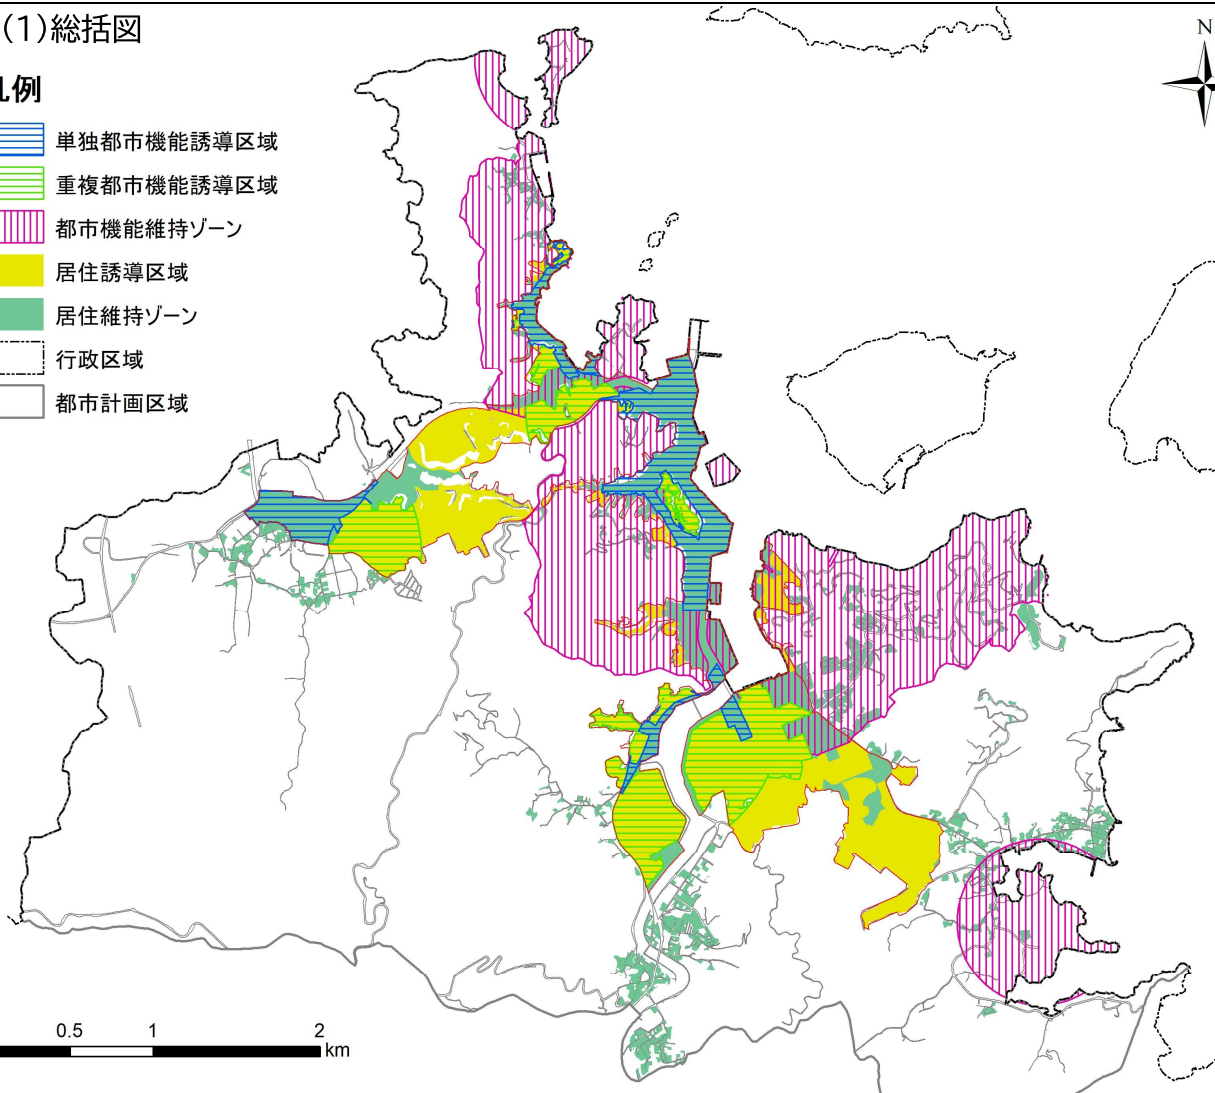 (1)総括図
N
凡例
単独都市機能誘導区域
重複都市機能誘導区域
都市機能維持ゾーン
居住誘導区域
居住維持ゾーン
行政区域
都市計画区域
0.5 1 2
km